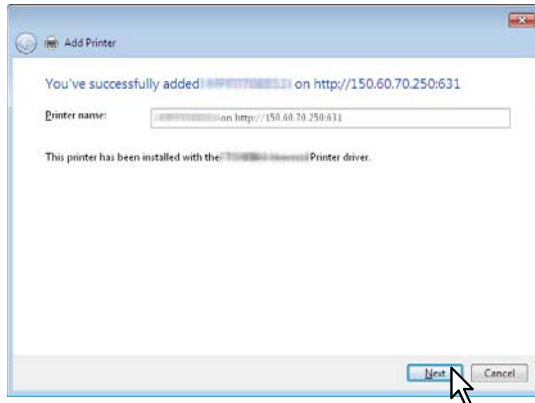 Add Printer
You've successfully added on http://150.60.70.250:631
Printer name: on http://150.60.70.250:631
This printer has been installed with the Printer driver.
Next Cancel